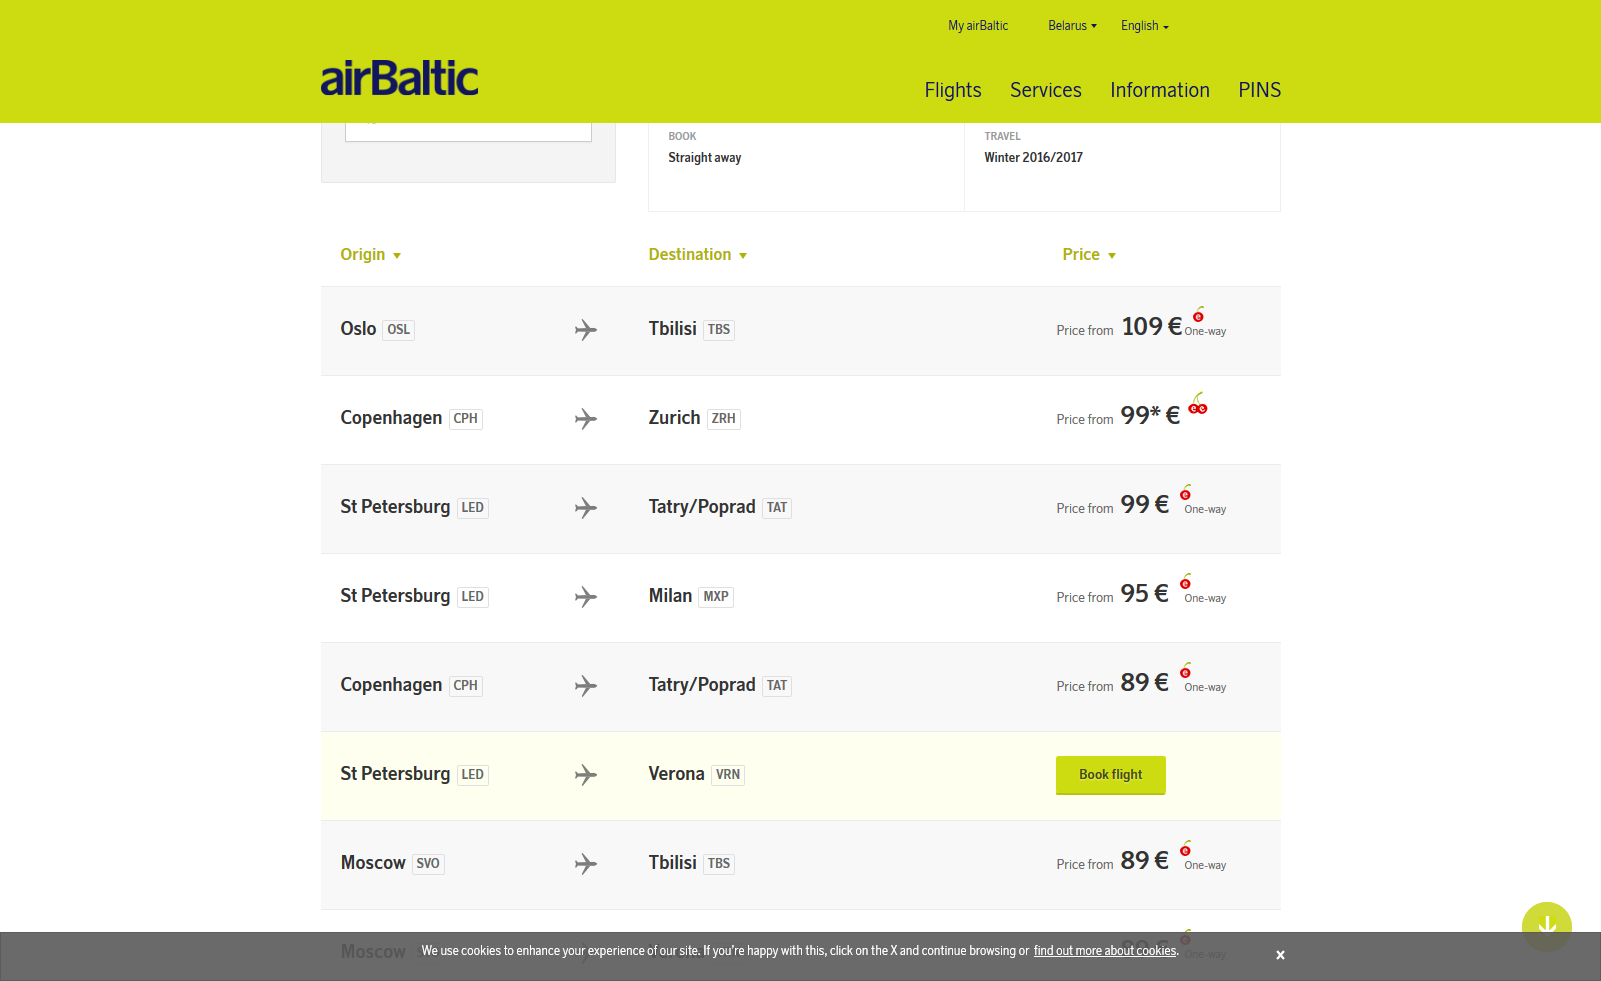 My airBaltic Belarus English
airBaltic
Flights Services Information PINS
BOOK
Straight away
TRAVEL
Winter 2016/2017
Origin Destination Price
Oslo OSL Tbilisi TBS Price from 109 € One-way
Copenhagen CPH Zurich ZRH Price from 99* €
St Petersburg LED Tatry/Poprad TAT Price from 99 € One-way
St Petersburg LED Milan MXP Price from 95 € One-way
Copenhagen CPH Tatry/Poprad TAT Price from 89 € One-way
St Petersburg LED Verona VRN Book flight
Moscow SVO Tbilisi TBS Price from 89 € One-way
Moscow Price from 89 € One-way
We use cookies to enhance your experience of our site. If you're happy with this, click on the X and continue browsing or find out more about cookies. x